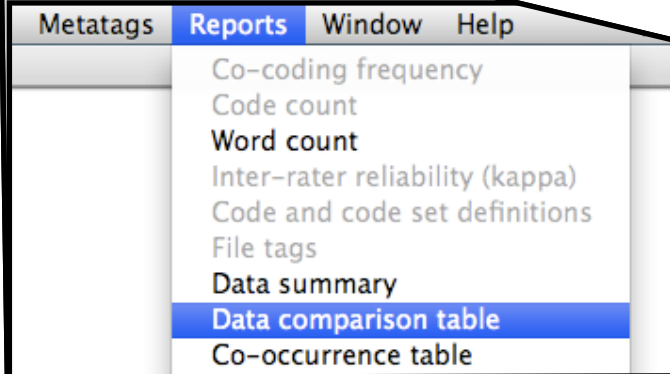 Metatags Reports Window Help
Co-coding frequency
Code count
Word count
Inter-rater reliability (kappa)
Code and code set definitions
File tags
Data summary
Data comparison table
Co-occurrence table